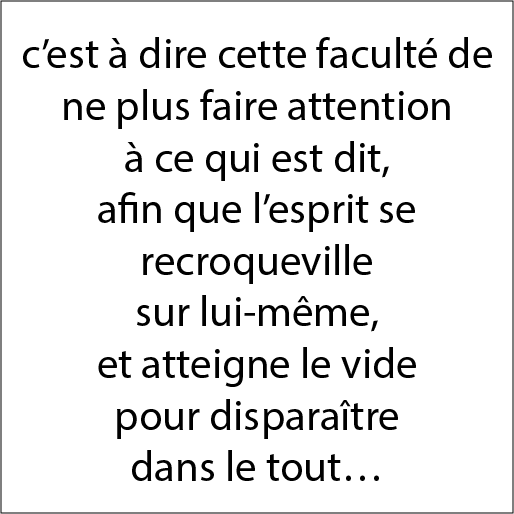 c’est à dire cette faculté de
ne plus faire attention
à ce qui est dit,
afin que l’esprit se
recroqueville
sur lui-même,
et atteigne le vide
pour disparaître
dans le tout…